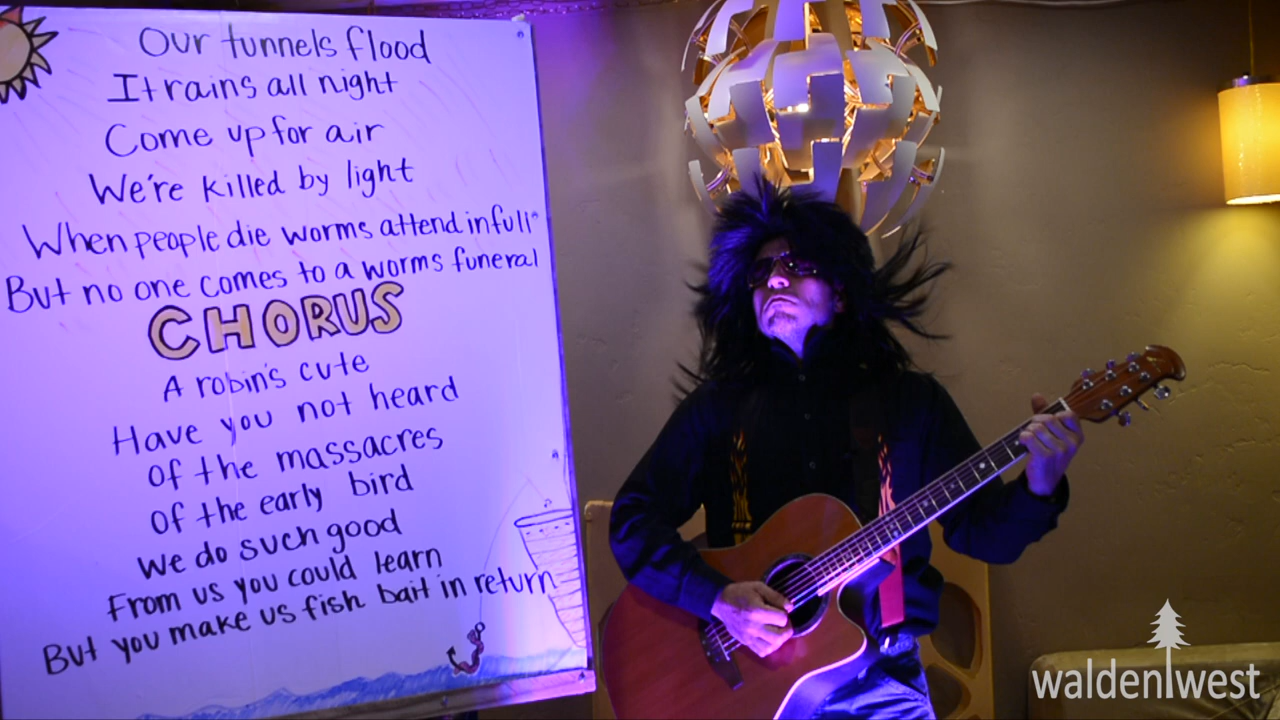 Our tunnels flood
It rains all night
Come up for air
We're killed by light
When people die worms attend in full
But no one comes to a worms funeral
CHORUS
A robin's cute
Have you not heard
of the massacres
of the early bird
We do such good
From us you could learn
But you make us fish bait in return
waldenwest